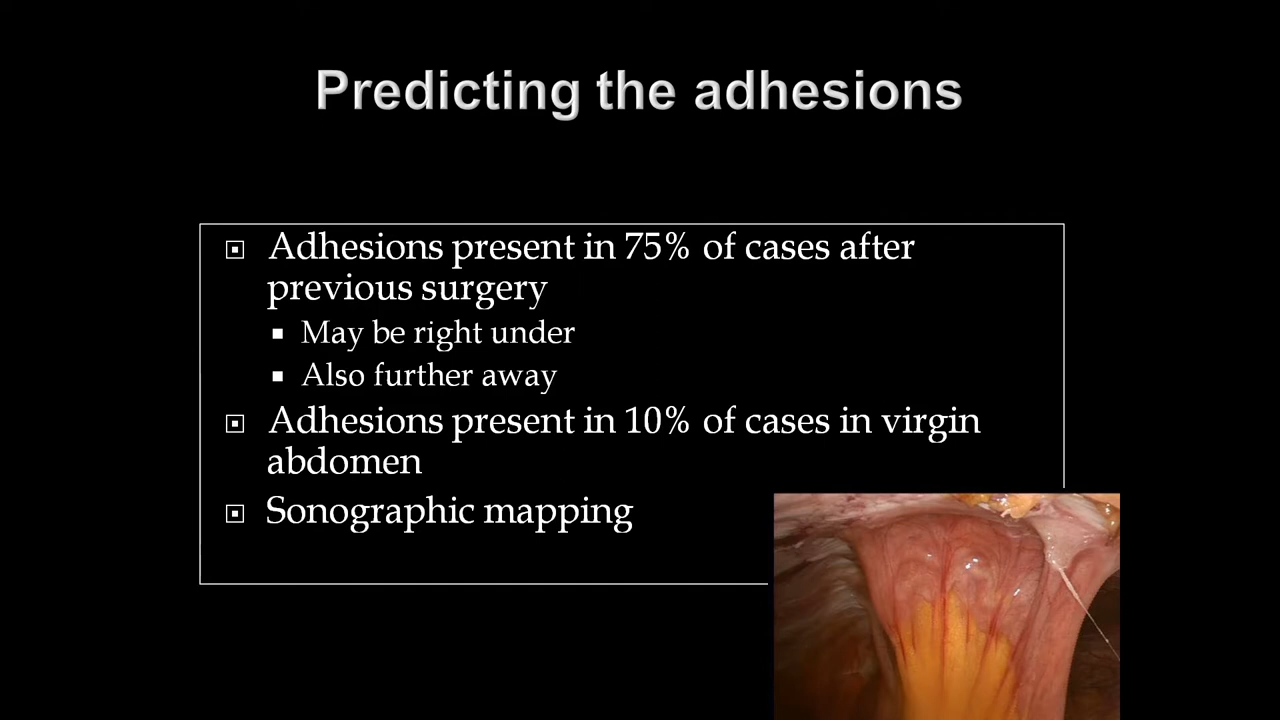 Predicting the adhesions
Adhesions present in 75% of cases after
previous surgery
May be right under
Also further away
Adhesions present in 10% of cases in virgin
abdomen
Sonographic mapping